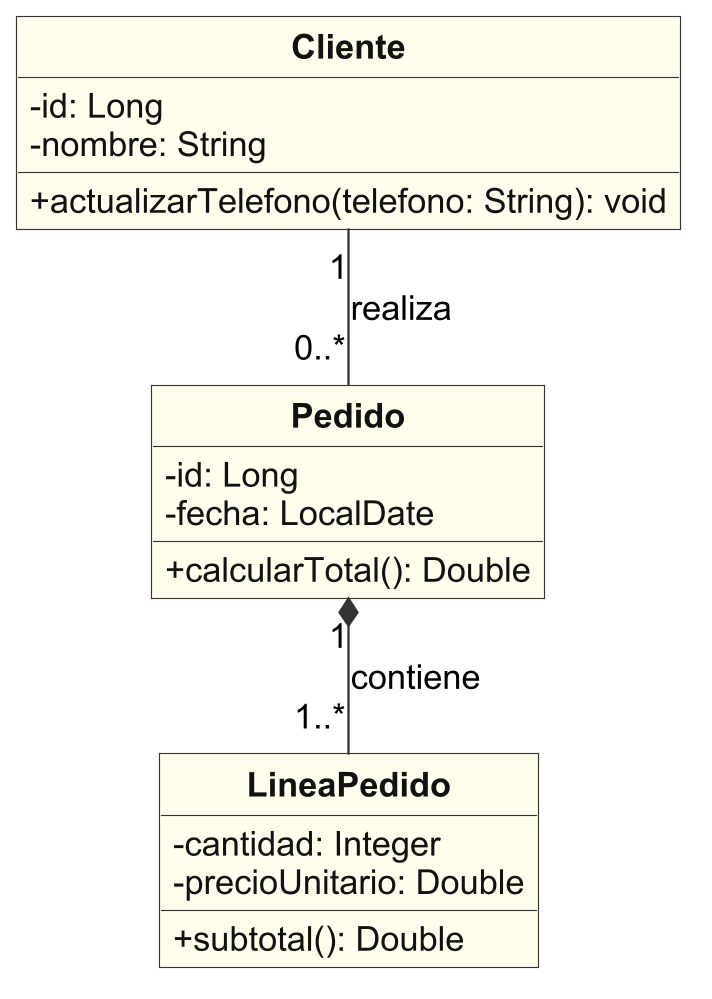 Cliente
-id: Long
-nombre: String
+actualizarTelefono(telefono: String): void
1
realiza
0..*
Pedido
-id: Long
-fecha: LocalDate
+calcularTotal(): Double
1
contiene
1..*
LineaPedido
-cantidad: Integer
-precioUnitario: Double
+subtotal(): Double